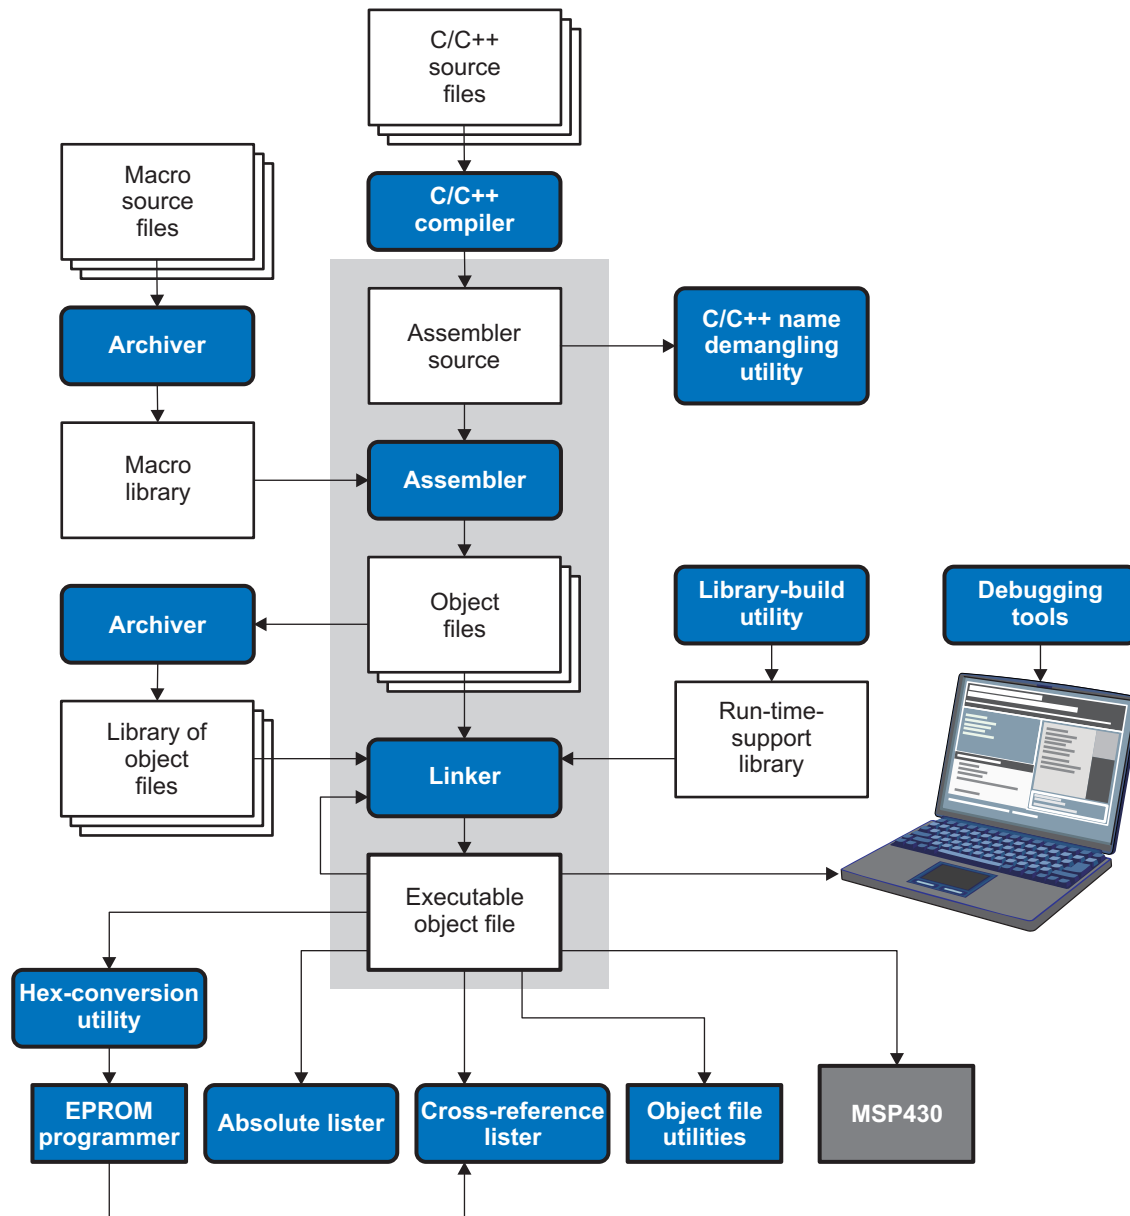 C/C++
source
files
Macro
source
files
C/C++
compiler
Archiver
Assembler
source
C/C++ name
demangling
utility
Macro
library
Assembler
Archiver
Object
files
Library-build
utility
Debugging
tools
Library of
object
files
Linker
Run-time-
support
library
Executable
object file
Hex-conversion
utility
EPROM
programmer
Absolute lister
Cross-reference
lister
Object file
utilities
MSP430